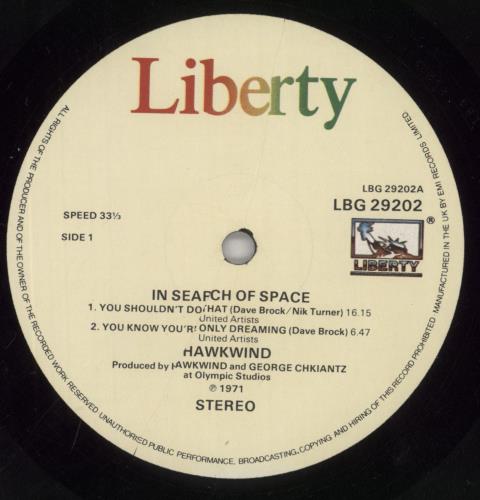 Liberty
LBG 29202A
LBG 29202
SPEED 33⅓
SIDE 1
®
LIBERTY
IN SEARCH OF SPACE
1. YOU SHOULDN'T DO THAT (Dave Brock/Nik Turner) 16.15
United Artists
2. YOU KNOW YOU'RE ONLY DREAMING (Dave Brock) 6.47
United Artists
HAWKWIND
Produced by HAWKWIND and GEORGE CHKIANTZ
at Olympic Studios
℗ 1971
STEREO
ALL RIGHTS OF THE PRODUCER AND OF THE OWNER OF THE RECORDED WORK RESERVED UNAUTHORISED PUBLIC PERFORMANCE, BROADCASTING, COPYING AND HIRING OF THIS RECORD PROHIBITED · MANUFACTURED IN THE UK BY EMI RECORDS LIMITED